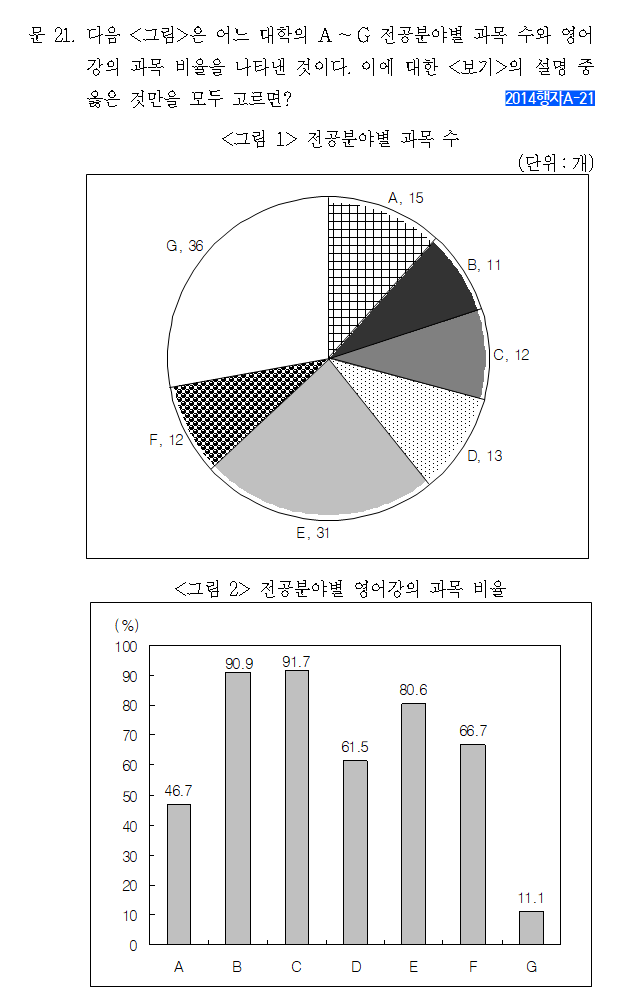 문 21. 다음 <그림>은 어느 대학의 A ~ G 전공분야별 과목 수와 영어
강의 과목 비율을 나타낸 것이다. 이에 대한 <보기>의 설명 중
옳은 것만을 모두 고르면?
2014행자A-21
<그림 1> 전공분야별 과목 수
(단위 : 개)
A, 15
G, 36
B, 11
C, 12
F, 12
D, 13
E, 31
<그림 2> 전공분야별 영어강의 과목 비율
(%)
100
90
80
70
60
50
40
30
20
10
0
46.7
90.9
91.7
61.5
80.6
66.7
11.1
A B C D E F G